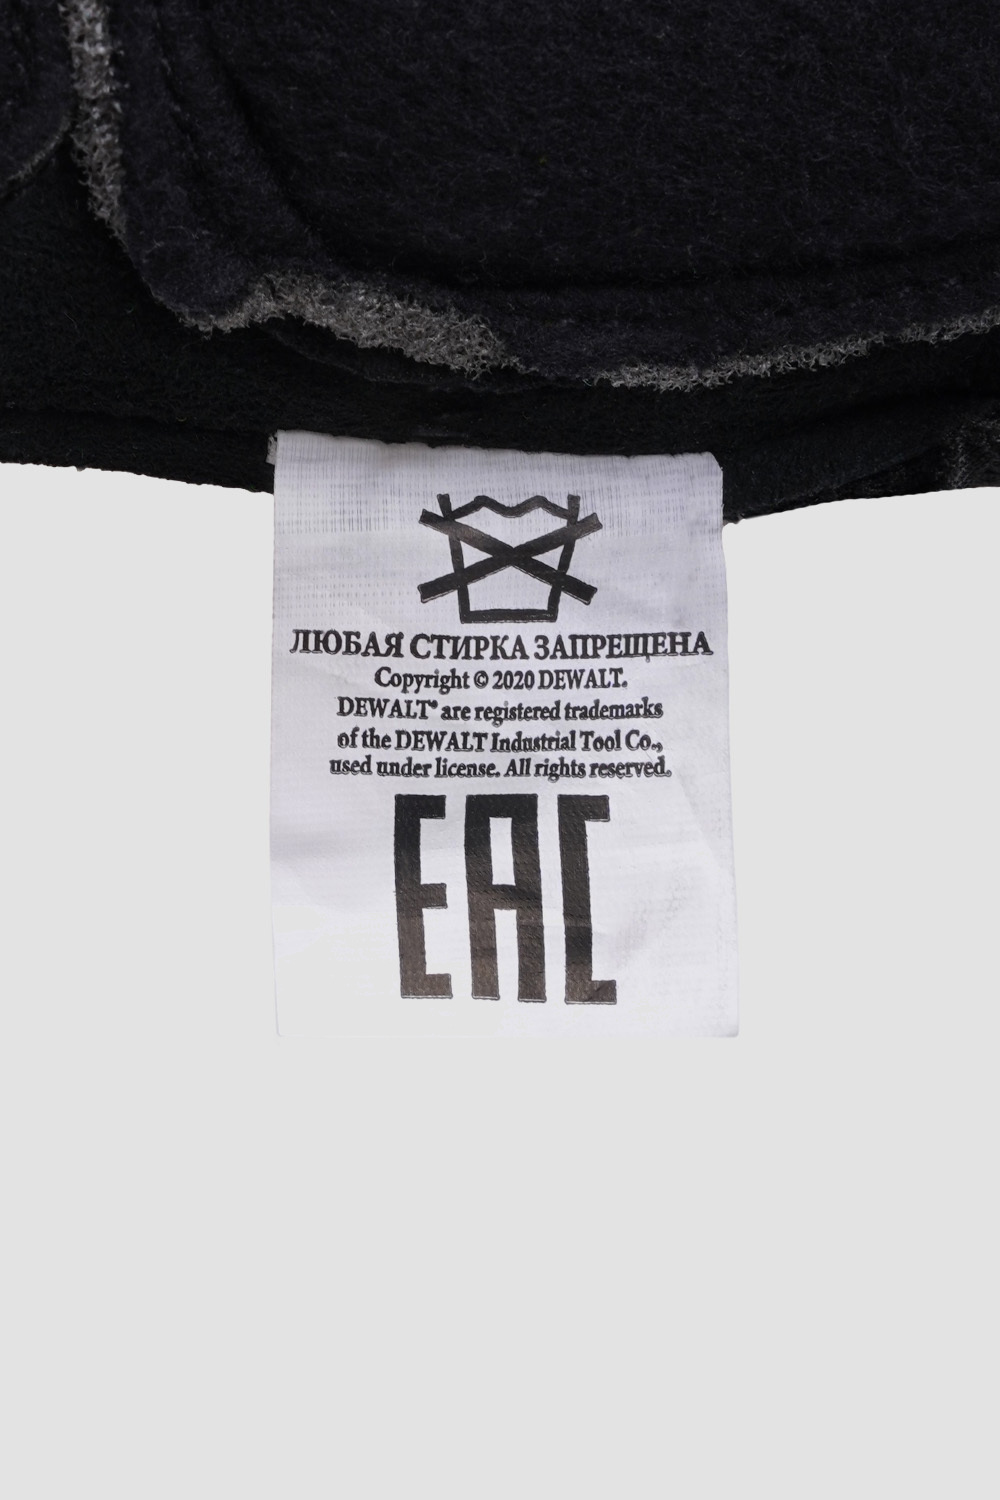 ЛЮБАЯ СТИРКА ЗАПРЕЩЕНА
Copyright © 2020 DEWALT.
DEWALT® are registered trademarks
of the DEWALT Industrial Tool Co.,
used under license. All rights reserved.
EAC